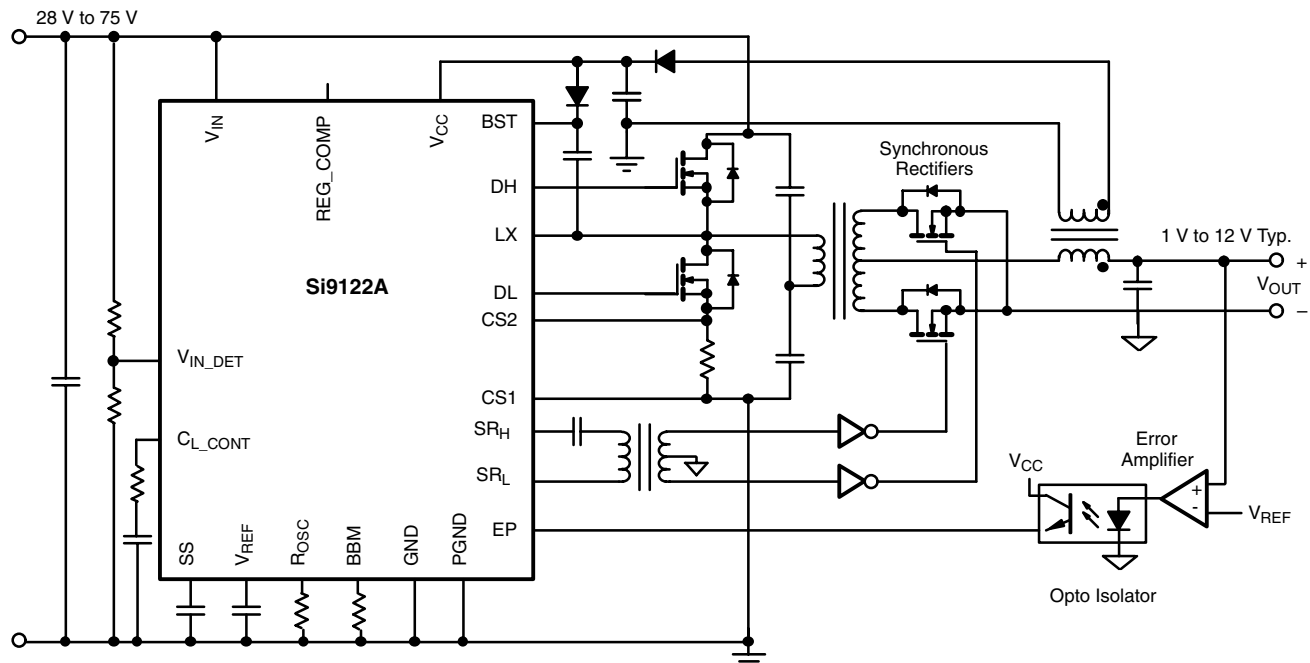 28 V to 75 V
V_IN
REG_COMP
V_CC
BST
DH
LX
Si9122A
DL
CS2
V_IN_DET
CS1
C_L_CONT
SR_H
SR_L
EP
SS
V_REF
R_OSC
BBM
GND
PGND
Synchronous
Rectifiers
1 V to 12 V Typ.
+
V_OUT
–
Error
Amplifier
V_CC
+
-
V_REF
Opto Isolator